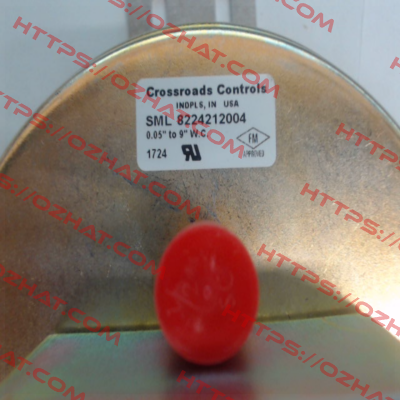 Crossroads Controls
INDPLS, IN USA
SML 8224212004
0.05" to 9" W.C.
1724
FM
APPROVED
HTTPS://OZHAT.COM
HTTPS://OZHAT.COM
HTTPS://OZHAT.COM
HTTPS://OZHAT.COM
HTTPS://OZHAT.COM